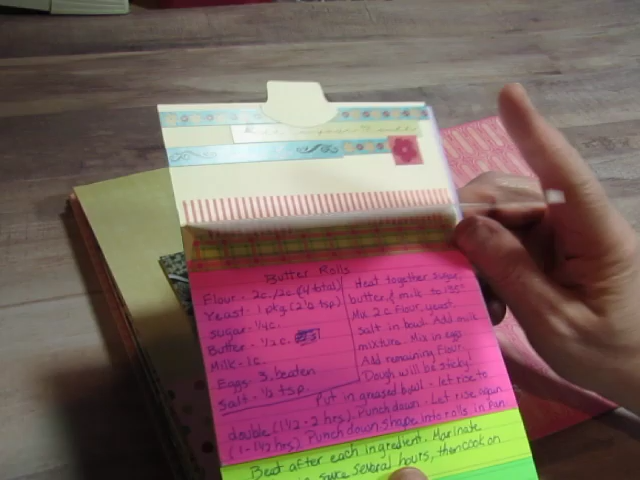 Butter Rolls
Flour - 2c./2c. (4 total)
Yeast - 1 pkg (2¼ tsp)
Sugar - ¼c.
Butter - ½ c.
Milk - 1c.
Eggs - 3, beaten
Salt - ½ tsp.
Heat together sugar,
butter, & milk to
Mix 2 c flour, yeast,
salt in bowl. Add milk
mixture. Mix in eggs.
Add remaining flour.
Dough will be sticky!
Put in greased bowl - let rise to
double (1½ - 2 hrs). Punch down - Let rise again
(1 - 1½ hrs). Punch down, shape into rolls in pan.
Beat after each ingredient. Marinate
several hours, then cook on